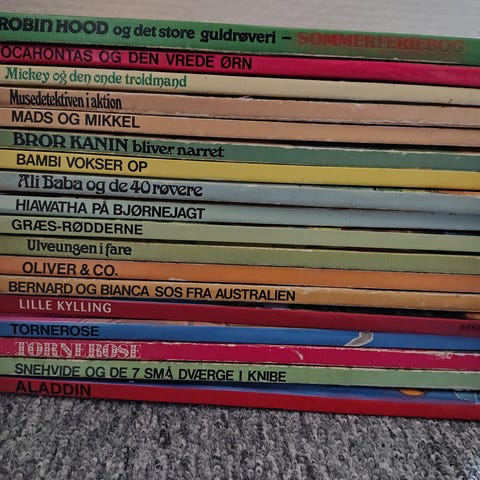 ROBIN HOOD og det store guldrøveri – SOMMERFERIEBOG
OCAHONTAS OG DEN VREDE ØRN
Mickey og den onde troldmand
Musedetektiven i aktion
MADS OG MIKKEL
BROR KANIN bliver narret
BAMBI VOKSER OP
Ali Baba og de 40 røvere
HIAWATHA PÅ BJØRNEJAGT
GRÆS-RØDDERNE
Ulveungen i fare
OLIVER & CO.
BERNARD OG BIANCA SOS FRA AUSTRALIEN
LILLE KYLLING
TORNEROSE
TORNEROSE
SNEHVIDE OG DE 7 SMÅ DVÆRGE I KNIBE
ALADDIN